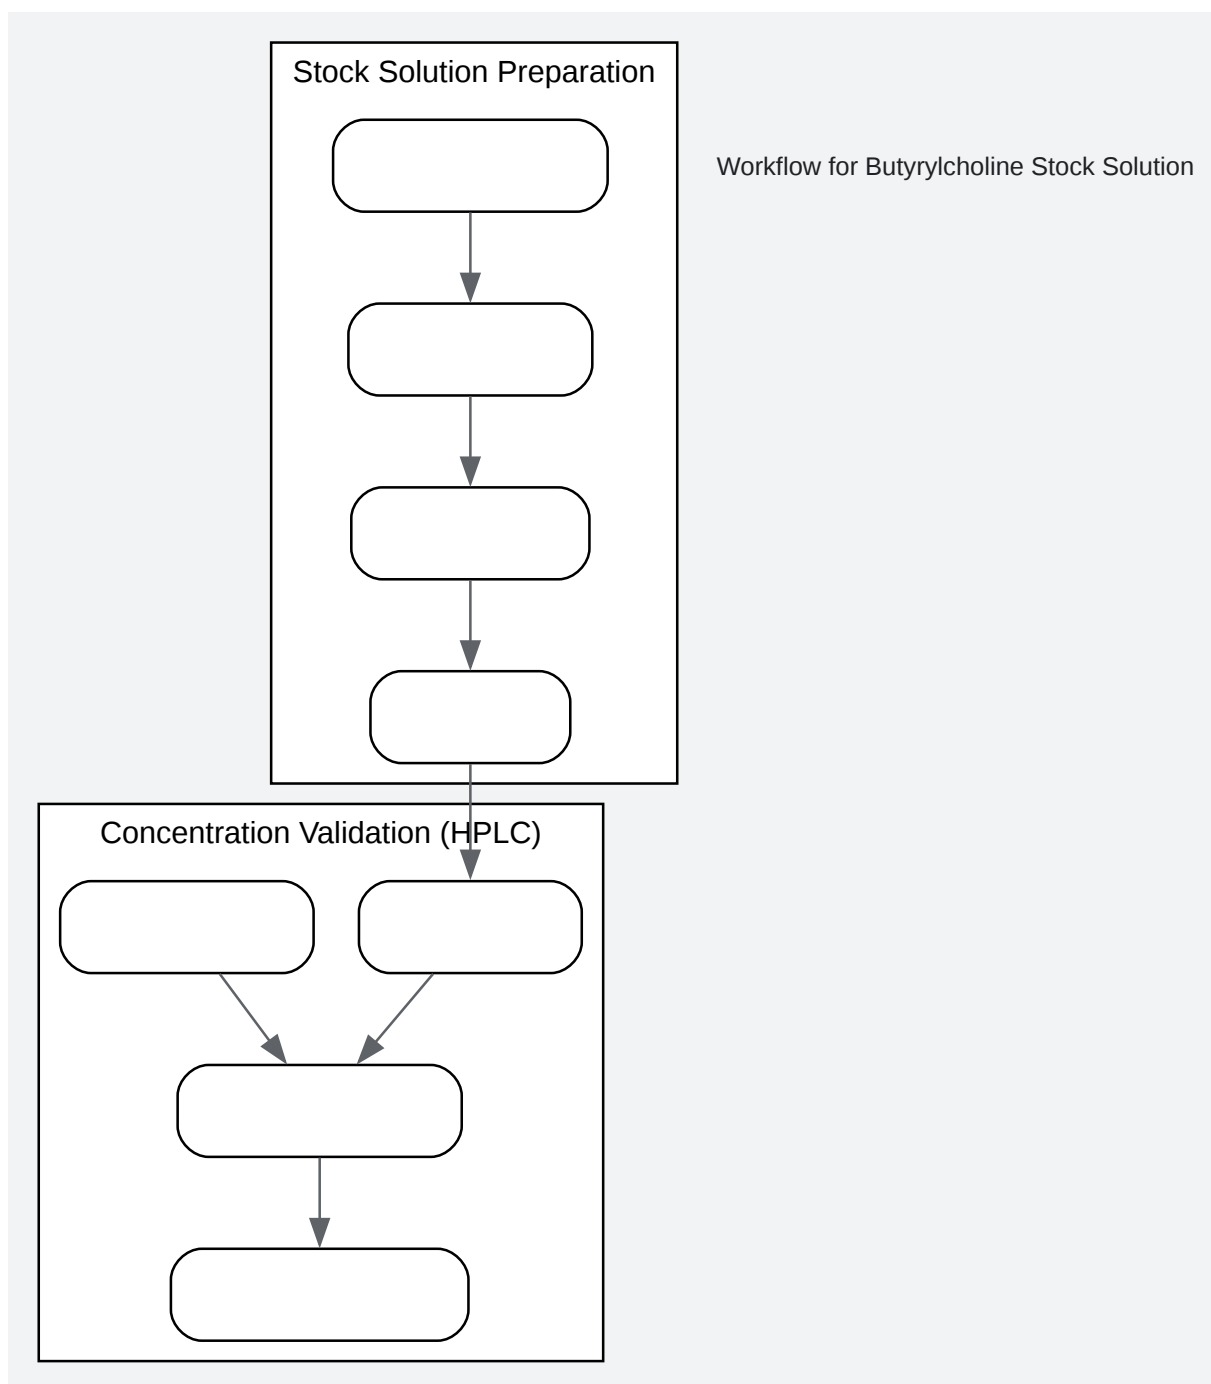 Stock Solution Preparation
Workflow for Butyrylcholine Stock Solution
Concentration Validation (HPLC)